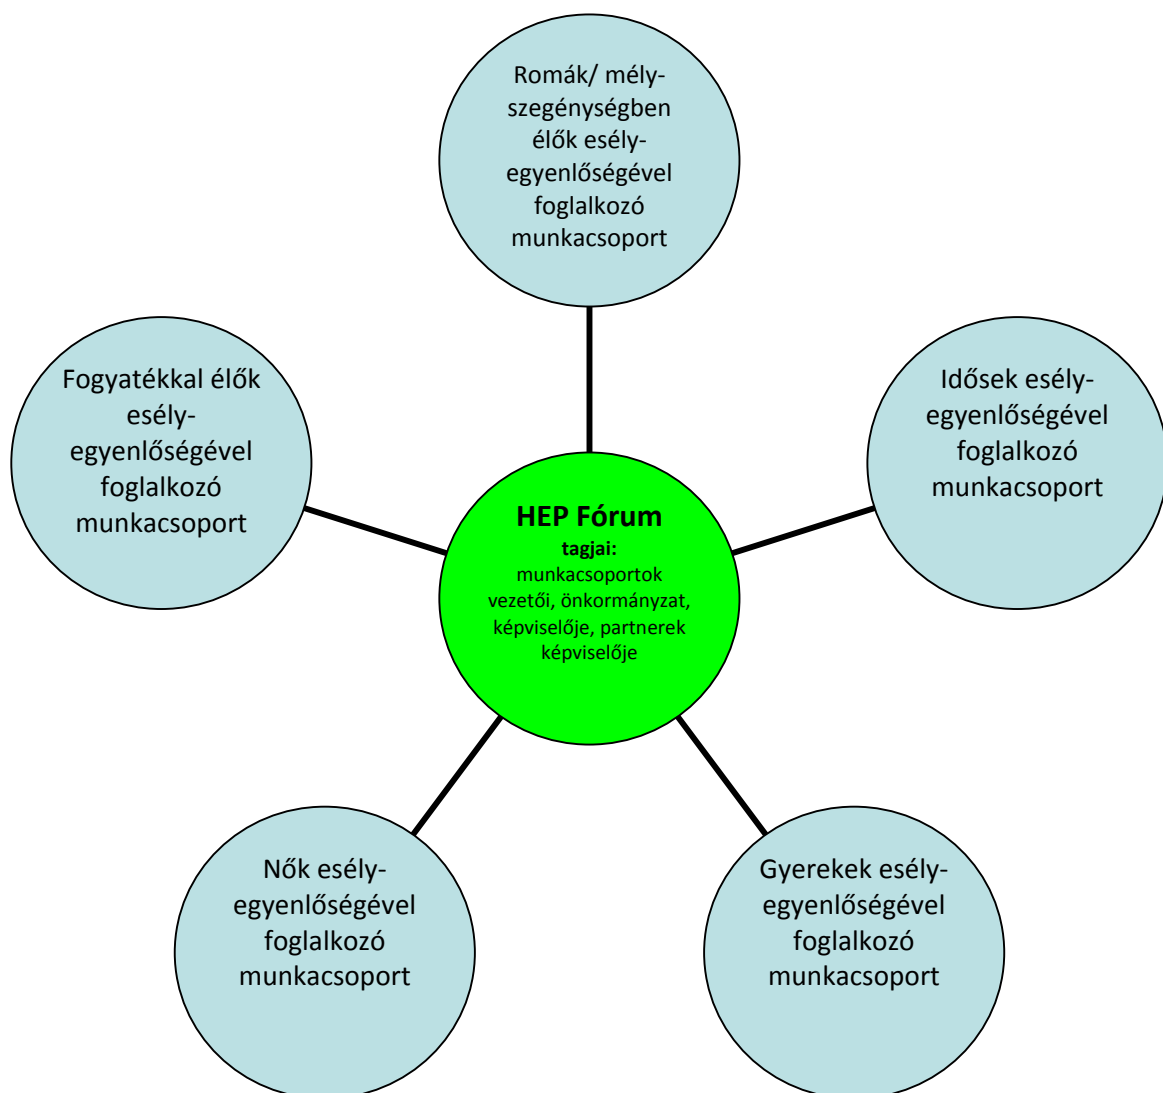 Romák/ mély-
szegénységben
élők esély-
egyenlőségével
foglalkozó
munkacsoport
Fogyatékkal élők
esély-
egyenlőségével
foglalkozó
munkacsoport
Idősek esély-
egyenlőségével
foglalkozó
munkacsoport
HEP Fórum
tagjai:
munkacsoportok
vezetői, önkormányzat,
képviselője, partnerek
képviselője
Nők esély-
egyenlőségével
foglalkozó
munkacsoport
Gyerekek esély-
egyenlőségével
foglalkozó
munkacsoport